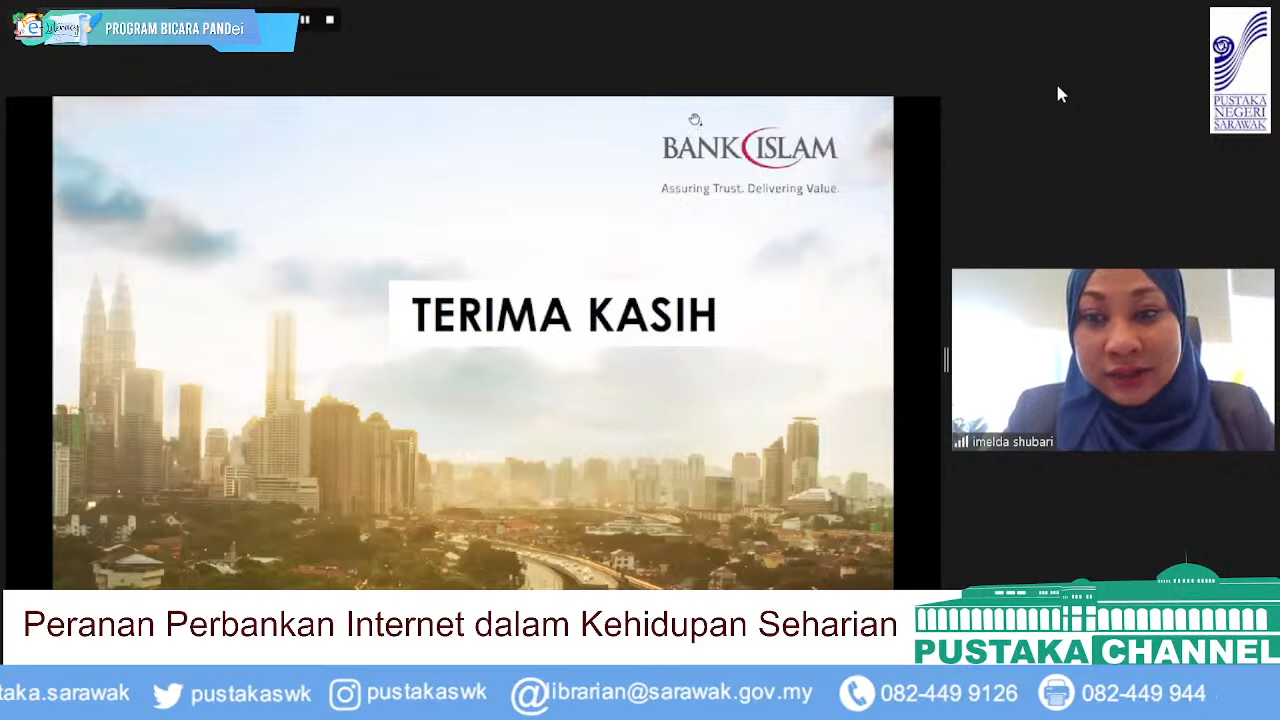 e-Literacy
PROGRAM BICARA PANDei
PUSTAKA
NEGERI
SARAWAK
BANK ISLAM
Assuring Trust. Delivering Value.
TERIMA KASIH
imelda shubari
Peranan Perbankan Internet dalam Kehidupan Seharian
PUSTAKA CHANNEL
taka.sarawak
pustakaswk
pustakaswk
librarian@sarawak.gov.my
082-449 9126
082-449 944